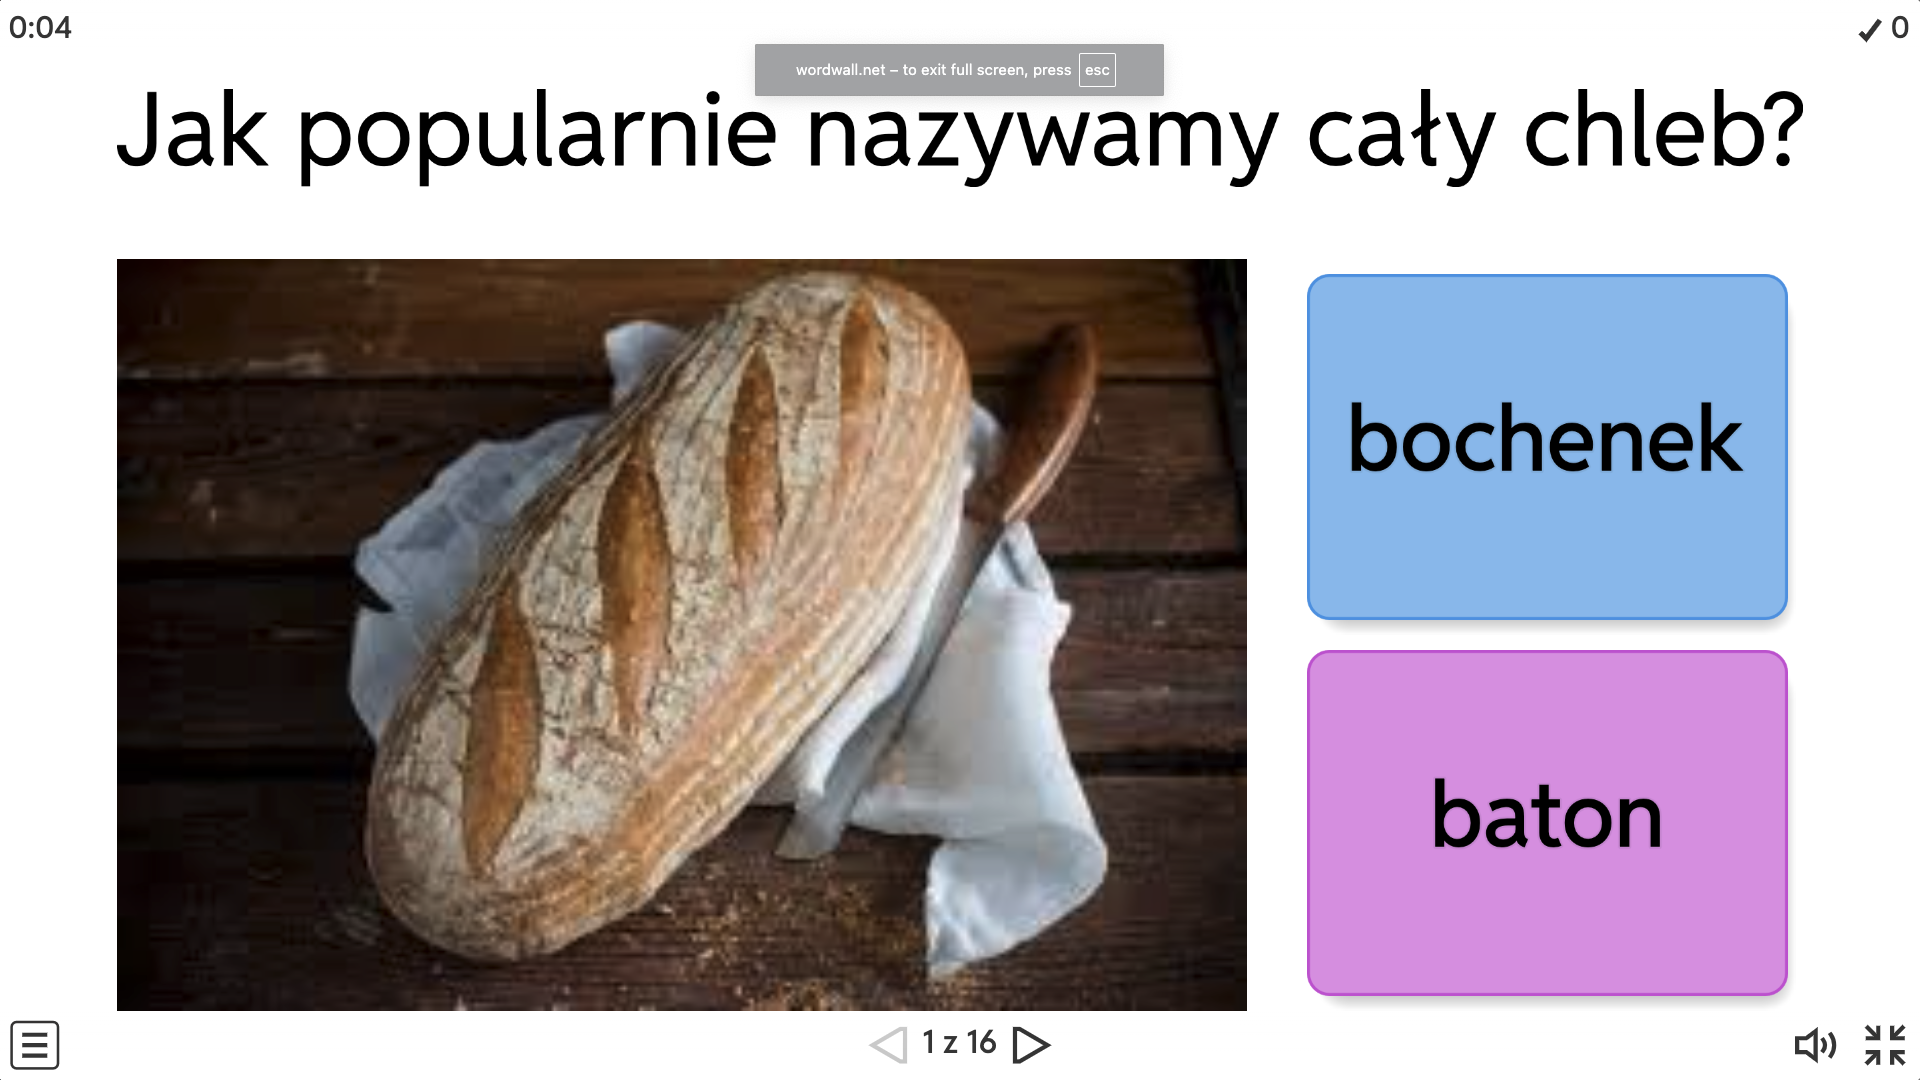 0:04
0
wordwall.net – to exit full screen, press esc
Jak popularnie nazywamy cały chleb?
bochenek
baton
1 z 16